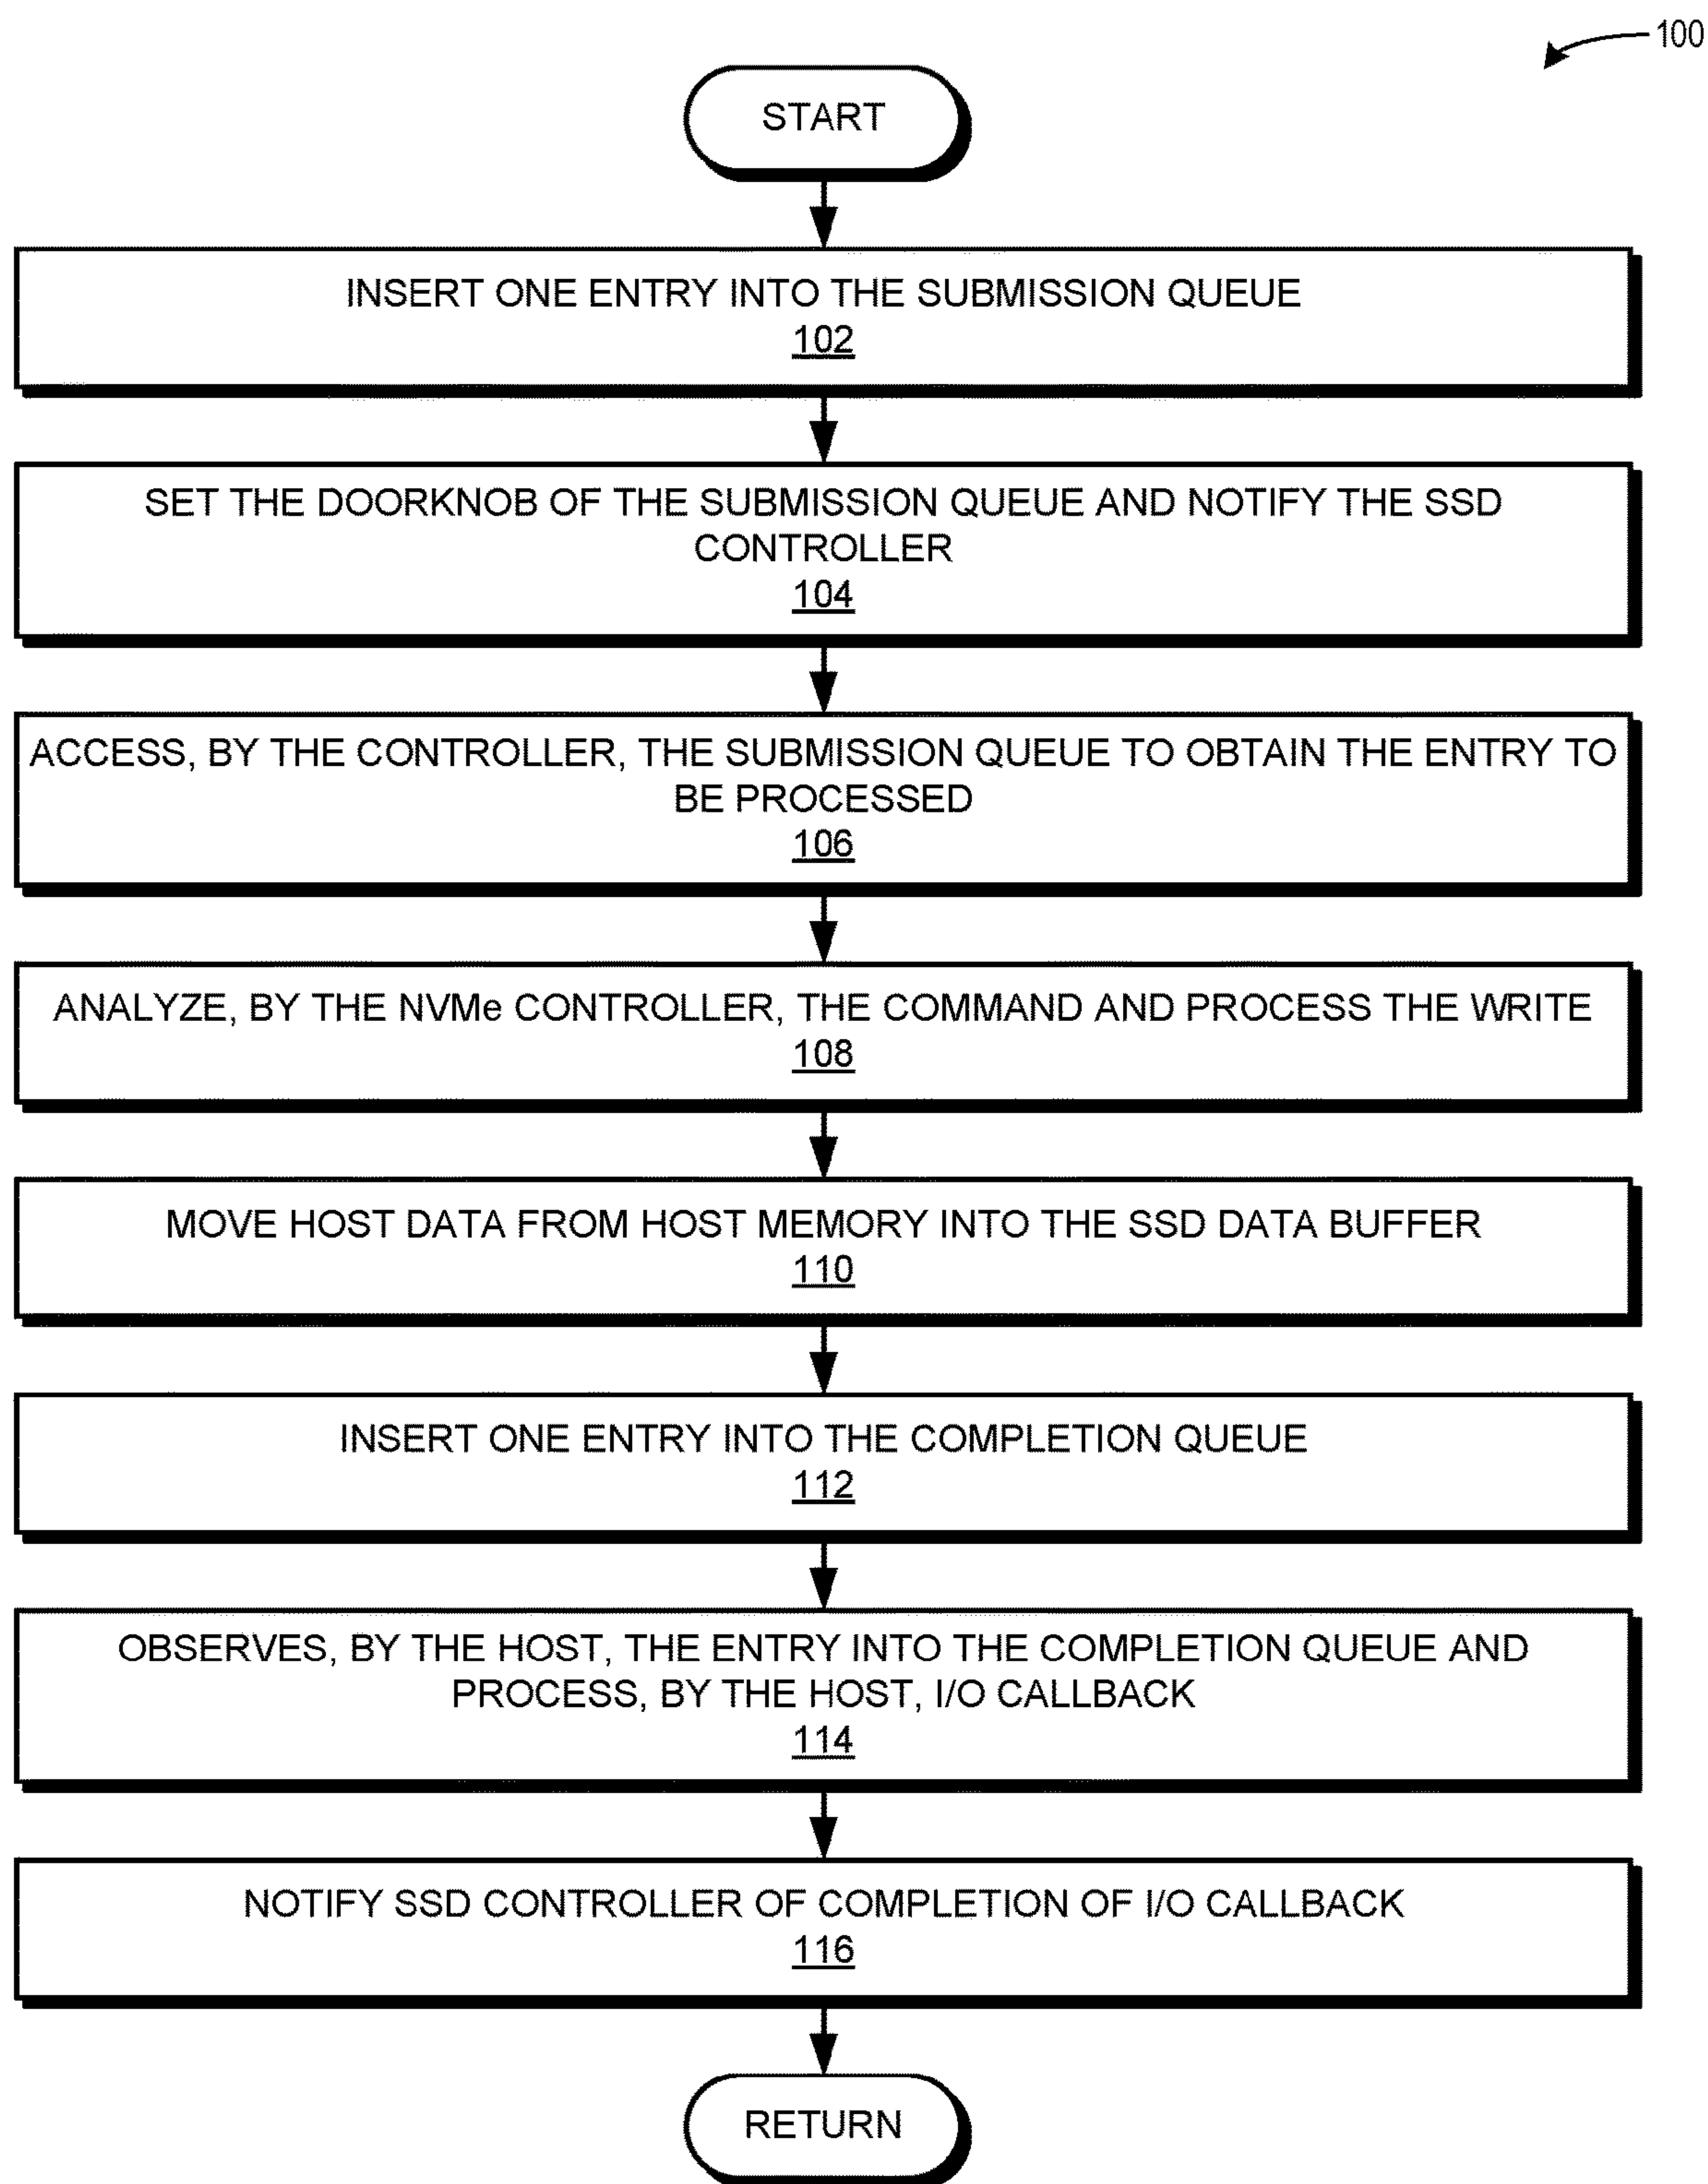 100
START
INSERT ONE ENTRY INTO THE SUBMISSION QUEUE
102
SET THE DOORKNOB OF THE SUBMISSION QUEUE AND NOTIFY THE SSD
CONTROLLER
104
ACCESS, BY THE CONTROLLER, THE SUBMISSION QUEUE TO OBTAIN THE ENTRY TO
BE PROCESSED
106
ANALYZE, BY THE NVMe CONTROLLER, THE COMMAND AND PROCESS THE WRITE
108
MOVE HOST DATA FROM HOST MEMORY INTO THE SSD DATA BUFFER
110
INSERT ONE ENTRY INTO THE COMPLETION QUEUE
112
OBSERVES, BY THE HOST, THE ENTRY INTO THE COMPLETION QUEUE AND
PROCESS, BY THE HOST, I/O CALLBACK
114
NOTIFY SSD CONTROLLER OF COMPLETION OF I/O CALLBACK
116
RETURN